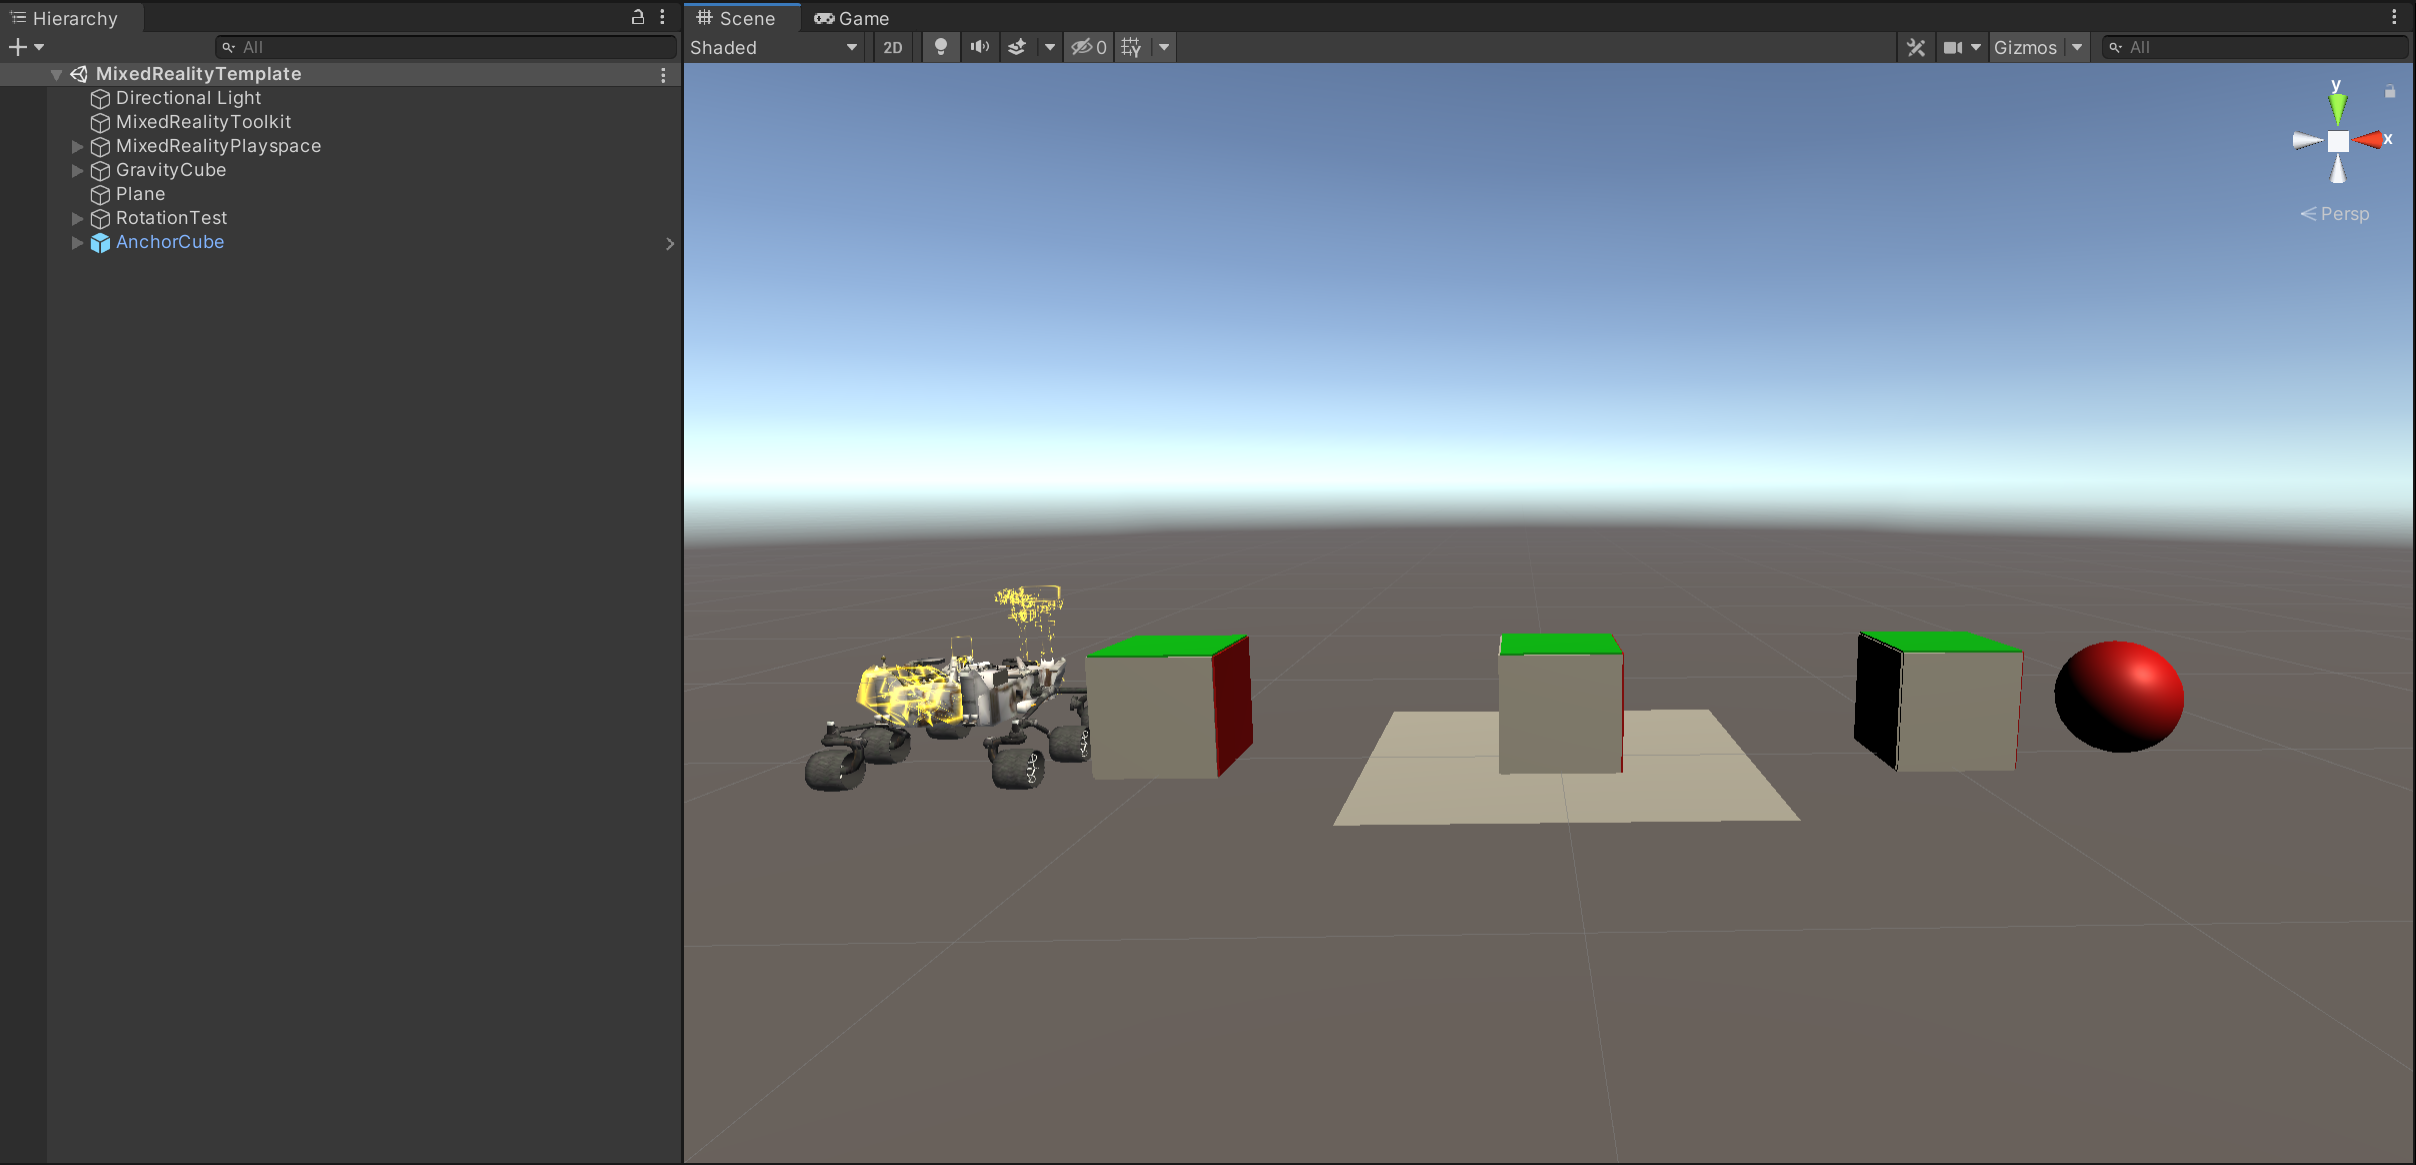 Hierarchy
All
MixedRealityTemplate
Directional Light
MixedRealityToolkit
MixedRealityPlayspace
GravityCube
Plane
RotationTest
AnchorCube
Scene Game
Shaded 2D 0 Gizmos All
y
x
Persp